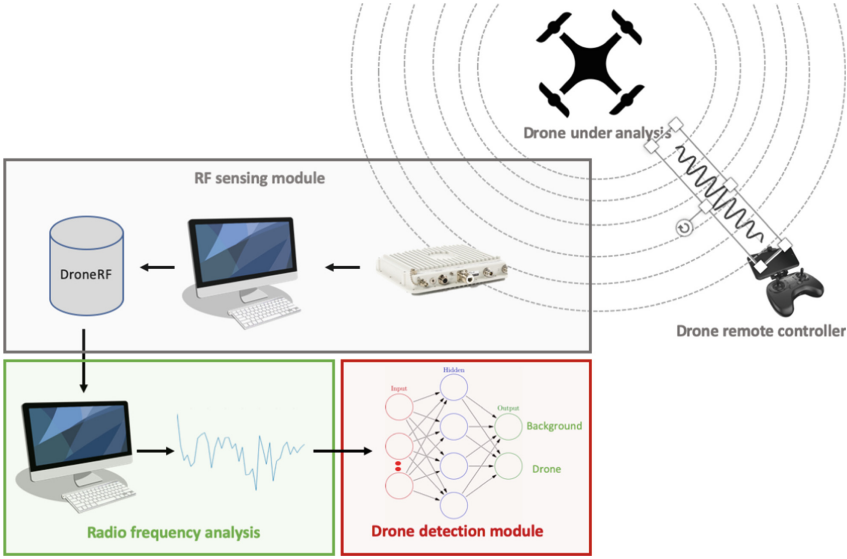 Drone under analysis
RF sensing module
DroneRF
Drone remote controller
Hidden
Input
Output
Background
Drone
Radio frequency analysis
Drone detection module